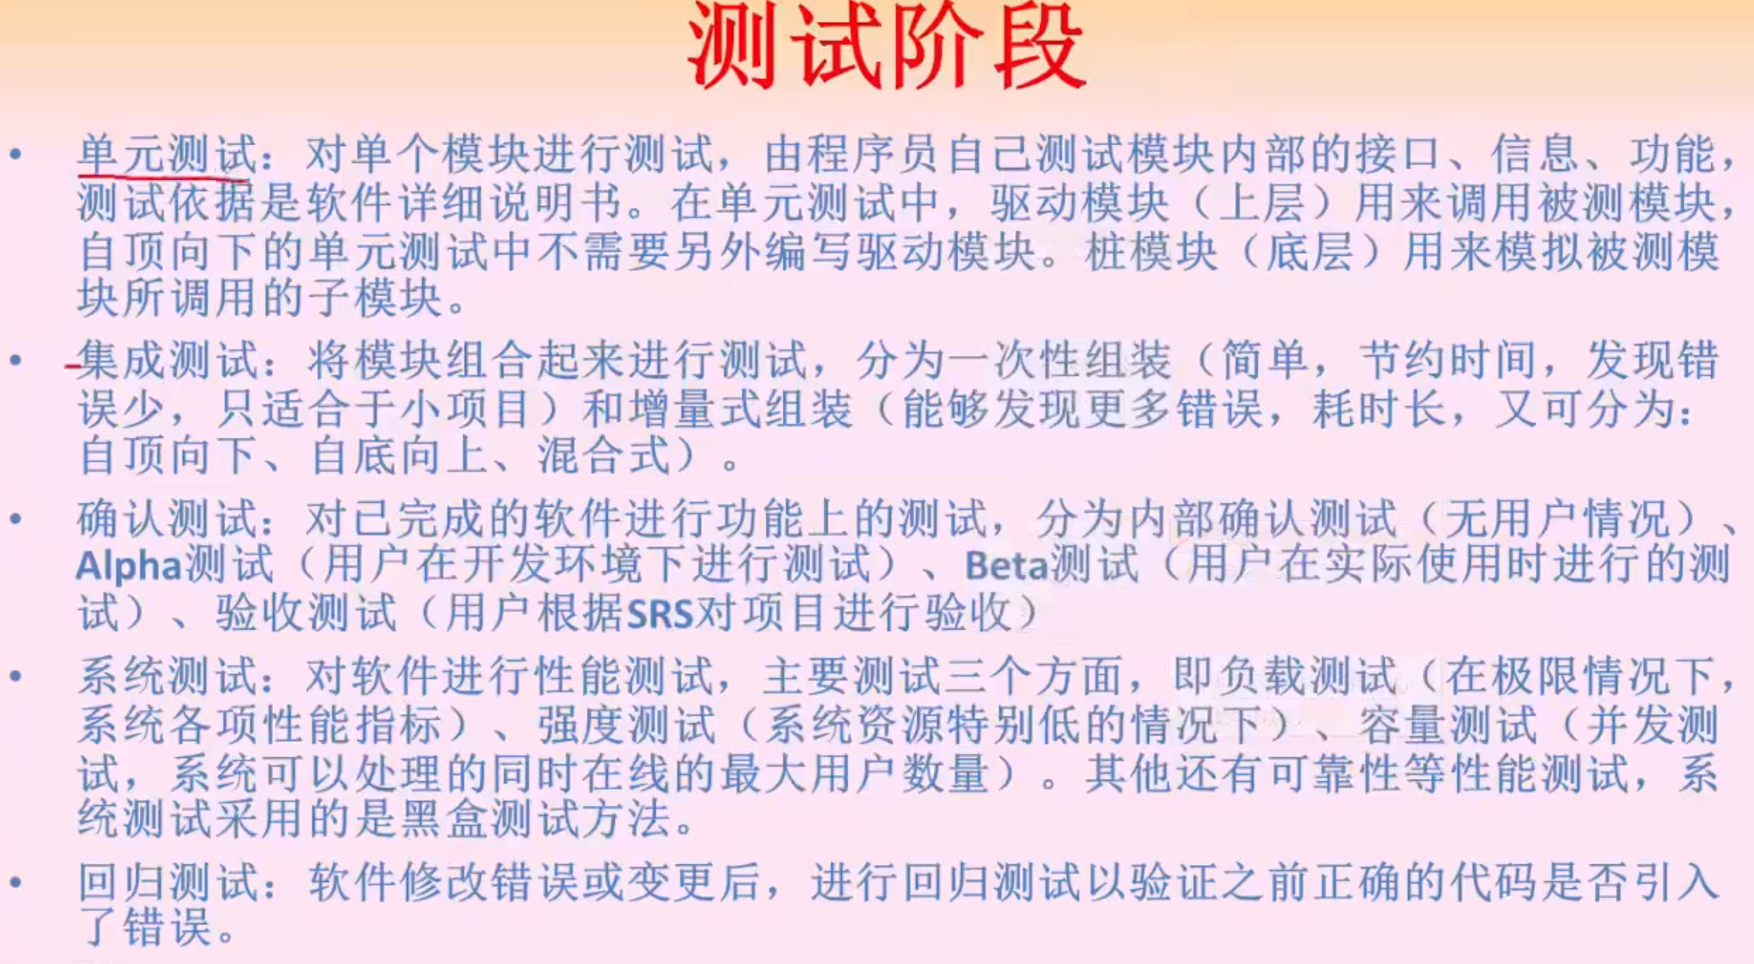 测试阶段
• 单元测试：对单个模块进行测试，由程序员自己测试模块内部的接口、信息、功能，
测试依据是软件详细说明书。在单元测试中，驱动模块（上层）用来调用被测模块，
自顶向下的单元测试中不需要另外编写驱动模块。桩模块（底层）用来模拟被测模
块所调用的子模块。
• 集成测试：将模块组合起来进行测试，分为一次性组装（简单，节约时间，发现错
误少，只适合于小项目）和增量式组装（能够发现更多错误，耗时长，又可分为：
自顶向下、自底向上、混合式）。
• 确认测试：对已完成的软件进行功能上的测试，分为内部确认测试（无用户情况）、
Alpha测试（用户在开发环境下进行测试）、Beta测试（用户在实际使用时进行的测
试）、验收测试（用户根据SRS对项目进行验收）
• 系统测试：对软件进行性能测试，主要测试三个方面，即负载测试（在极限情况下，
系统各项性能指标）、强度测试（系统资源特别低的情况下）、容量测试（并发测
试，系统可以处理的同时在线的最大用户数量）。其他还有可靠性等性能测试，系
统测试采用的是黑盒测试方法。
• 回归测试：软件修改错误或变更后，进行回归测试以验证之前正确的代码是否引入
了错误。